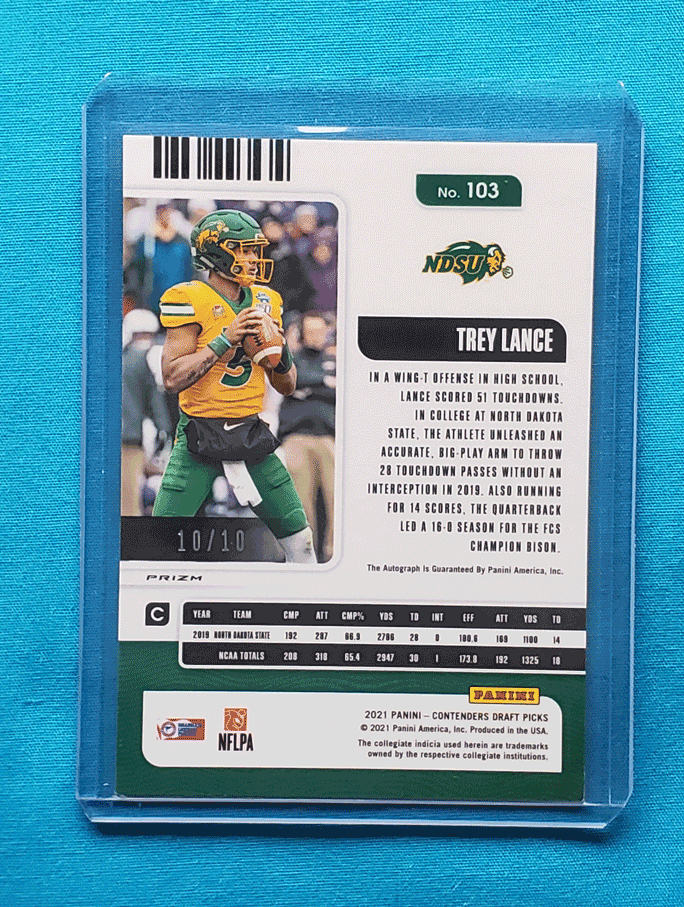 No. 103
NDSU
TREY LANCE
IN A WING-T OFFENSE IN HIGH SCHOOL,
LANCE SCORED 51 TOUCHDOWNS.
IN COLLEGE AT NORTH DAKOTA
STATE, THE ATHLETE UNLEASHED AN
ACCURATE, BIG-PLAY ARM TO THROW
28 TOUCHDOWN PASSES WITHOUT AN
INTERCEPTION IN 2019. ALSO RUNNING
FOR 14 SCORES, THE QUARTERBACK
LED A 16-0 SEASON FOR THE FCS
CHAMPION BISON.
The Autograph Is Guaranteed By Panini America, Inc.
5
10/10
PRIZM
C
YEAR TEAM CMP ATT CMP% YDS TD INT EFF ATT YDS TD
2019 NORTH DAKOTA STATE 192 287 66.9 2786 28 0 180.6 169 1100 14
NCAA TOTALS 208 318 65.4 2947 30 1 173.8 192 1325 18
PANINI
2021 PANINI – CONTENDERS DRAFT PICKS
© 2021 Panini America, Inc. Produced in the USA.
The collegiate indicia used herein are trademarks
owned by the respective collegiate institutions.
NFLPA